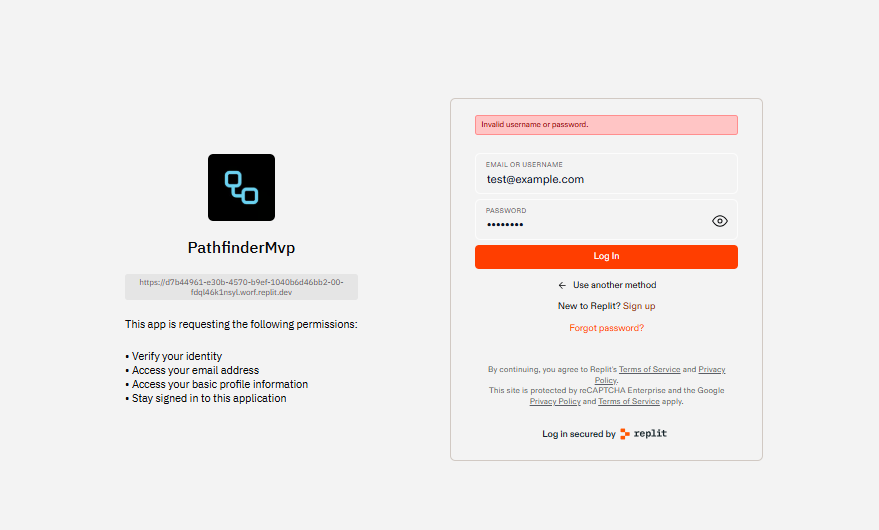 PathfinderMvp
https://d7b44961-e30b-4570-b9ef-1040b6d46bb2-00-
fdql46k1nsyl.worf.replit.dev
This app is requesting the following permissions:
• Verify your identity
• Access your email address
• Access your basic profile information
• Stay signed in to this application
Invalid username or password.
EMAIL OR USERNAME
test@example.com
PASSWORD
••••••••
Log In
← Use another method
New to Replit? Sign up
Forgot password?
By continuing, you agree to Replit's Terms of Service and Privacy
Policy.
This site is protected by reCAPTCHA Enterprise and the Google
Privacy Policy and Terms of Service apply.
Log in secured by replit